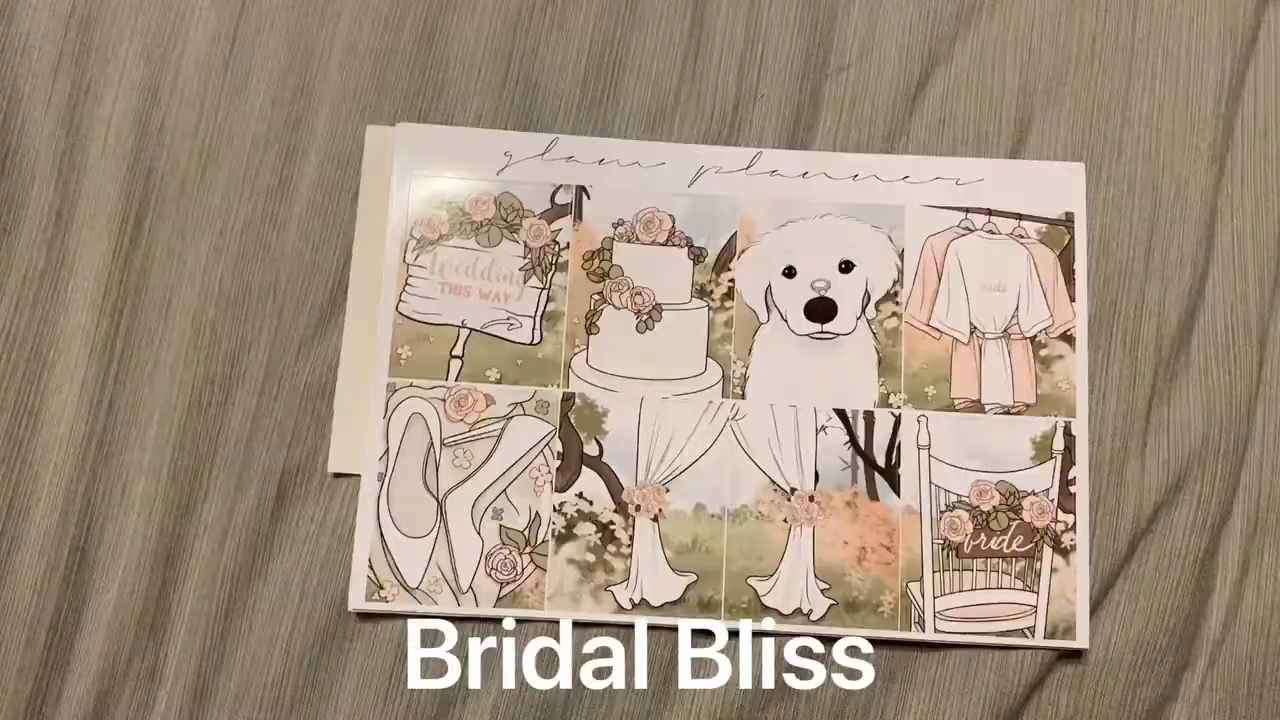 glam planner
Wedding
THIS WAY
bride
bride
Bridal Bliss